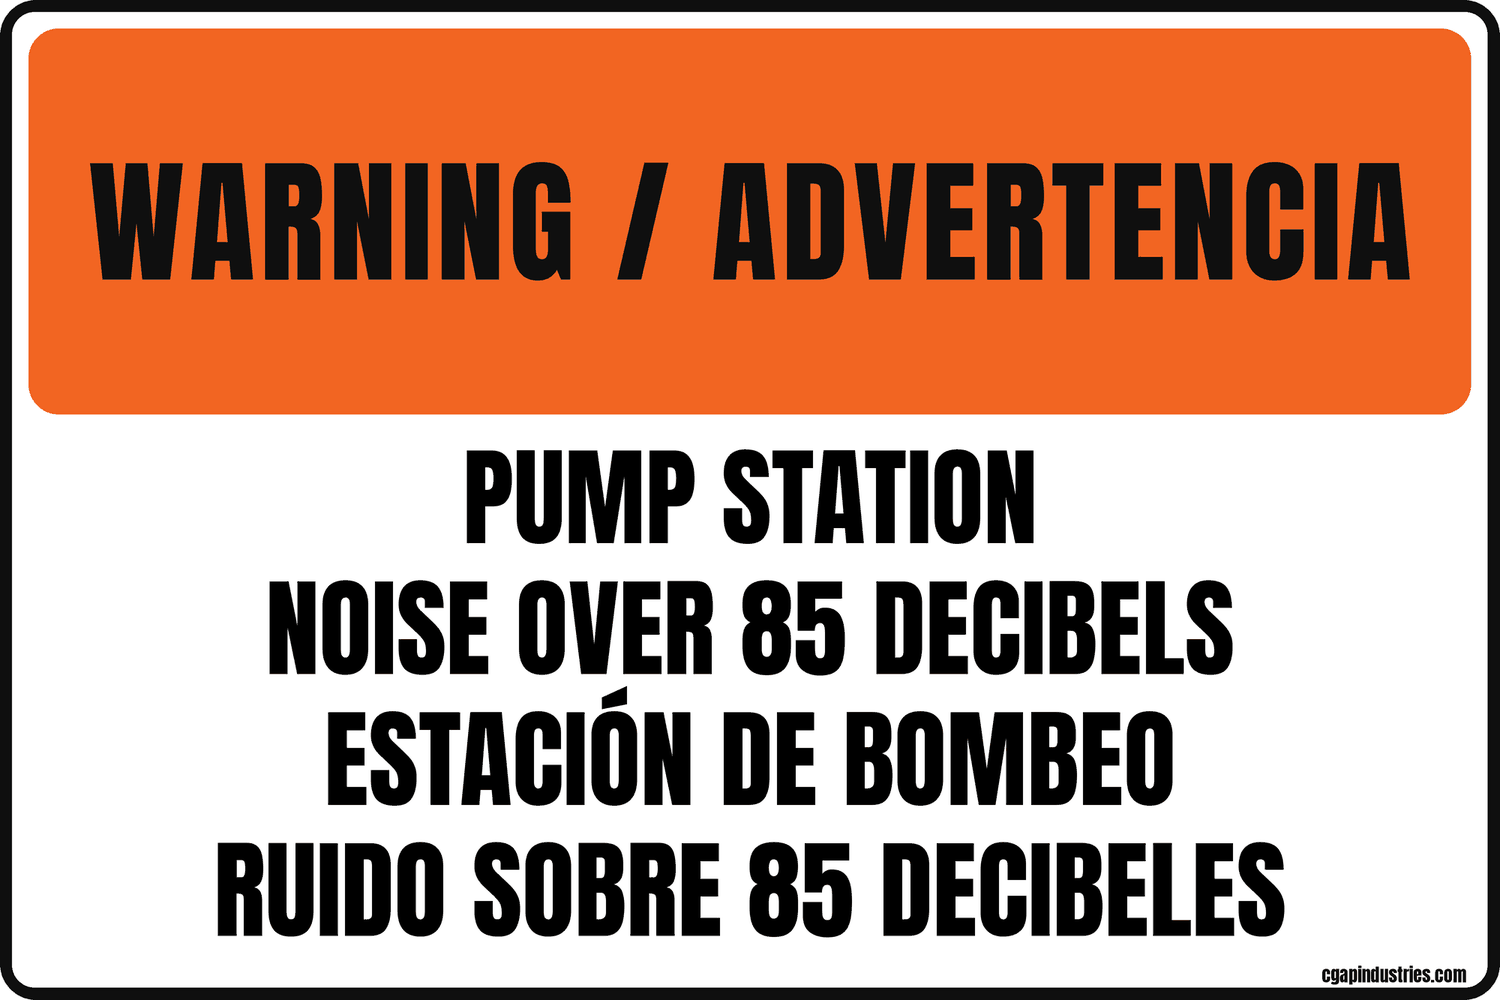 WARNING / ADVERTENCIA
PUMP STATION
NOISE OVER 85 DECIBELS
ESTACIÓN DE BOMBEO
RUIDO SOBRE 85 DECIBELES
cgapindustries.com